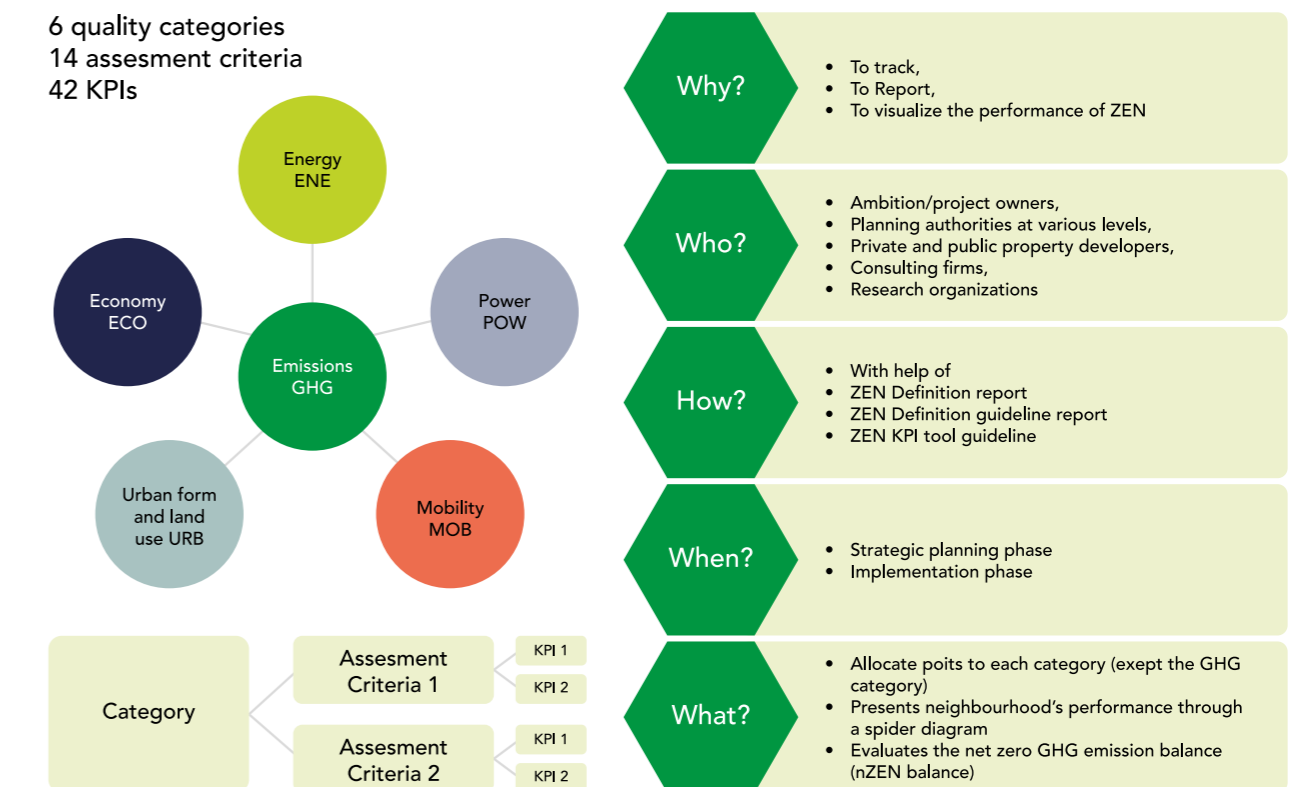 6 quality categories
14 assesment criteria
42 KPIs
Energy
ENE
Economy
ECO
Power
POW
Emissions
GHG
Urban form
and land
use URB
Mobility
MOB
Category
Assesment
Criteria 1
KPI 1
KPI 2
Assesment
Criteria 2
KPI 1
KPI 2
Why?
• To track,
• To Report,
• To visualize the performance of ZEN
Who?
• Ambition/project owners,
• Planning authorities at various levels,
• Private and public property developers,
• Consulting firms,
• Research organizations
How?
• With help of
• ZEN Definition report
• ZEN Definition guideline report
• ZEN KPI tool guideline
When?
• Strategic planning phase
• Implementation phase
What?
• Allocate poits to each category (exept the GHG
category)
• Presents neighbourhood's performance through
a spider diagram
• Evaluates the net zero GHG emission balance
(nZEN balance)